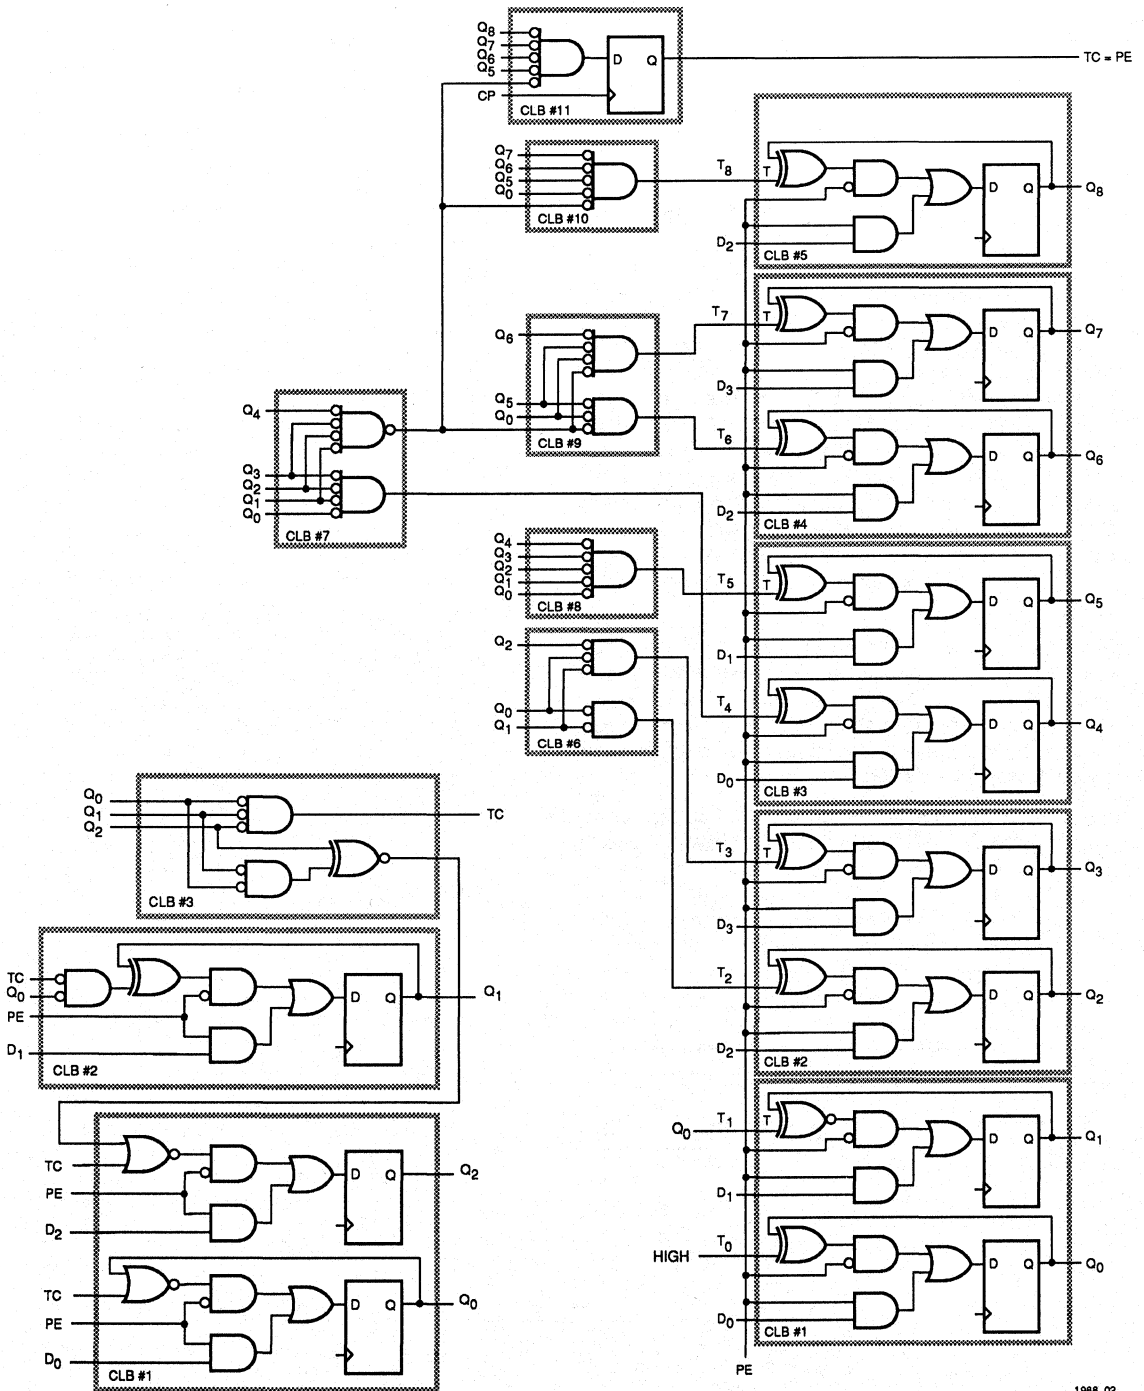 Q8
Q7
Q6
Q5
CP
D Q
CLB #11
TC = PE
Q7
Q6
Q5
Q0
CLB #10
T8
T
D2
D Q
Q8
CLB #5
Q6
Q5
Q0
CLB #9
T7
T
D3
D Q
Q7
T6
D2
D Q
Q6
CLB #4
Q4
Q3
Q2
Q1
Q0
CLB #7
Q4
Q3
Q2
Q1
Q0
CLB #8
T5
T
D1
D Q
Q5
Q2
Q0
Q1
CLB #6
T4
D0
D Q
Q4
CLB #3
Q0
Q1
Q2
TC
CLB #3
T3
T
D3
D Q
Q3
T2
D2
D Q
Q2
CLB #2
TC
Q0
PE
D1
D Q
Q1
CLB #2
Q0
T1
T
D1
D Q
Q1
HIGH
T0
D0
D Q
Q0
CLB #1
PE
TC
PE
D2
D Q
Q2
TC
PE
D0
D Q
Q0
CLB #1
1988 02